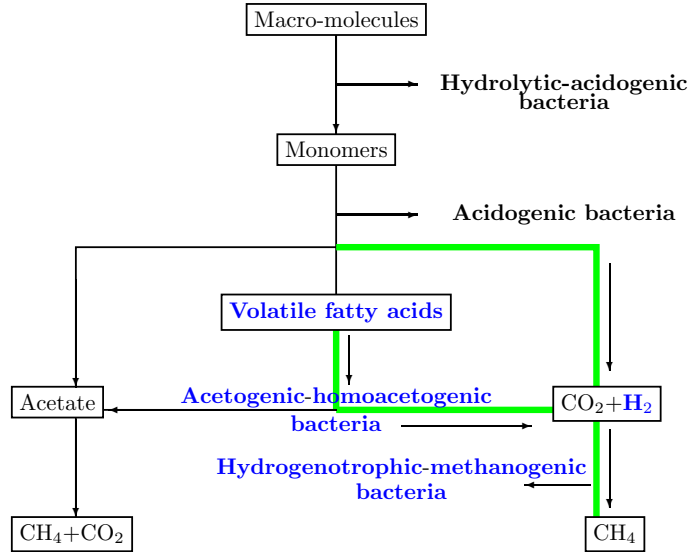 Macro-molecules
Hydrolytic-acidogenic
bacteria
Monomers
Acidogenic bacteria
Volatile fatty acids
Acetogenic-homoacetogenic
bacteria
Acetate
CO₂+H₂
Hydrogenotrophic-methanogenic
bacteria
CH₄+CO₂
CH₄